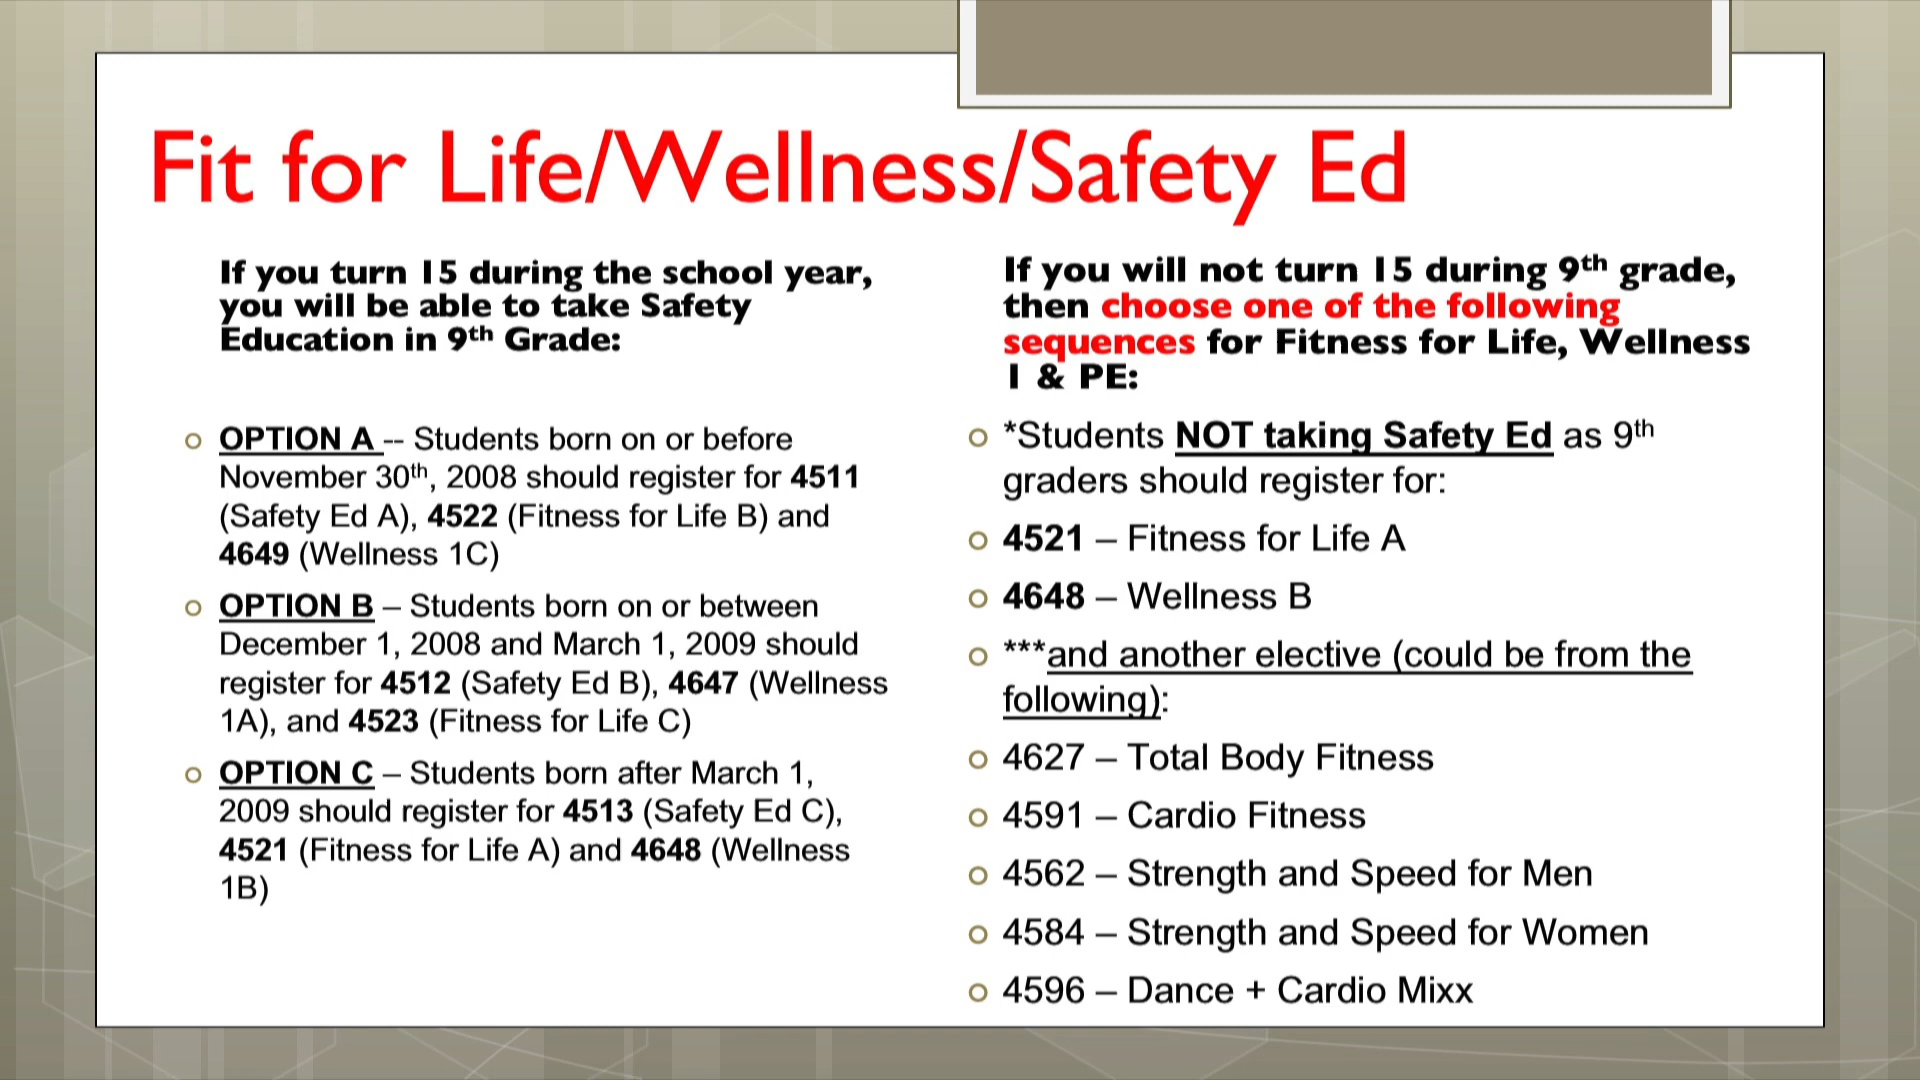 Fit for Life/Wellness/Safety Ed
If you turn 15 during the school year,
you will be able to take Safety
Education in 9th Grade:
OPTION A -- Students born on or before
November 30th, 2008 should register for 4511
(Safety Ed A), 4522 (Fitness for Life B) and
4649 (Wellness 1C)
OPTION B – Students born on or between
December 1, 2008 and March 1, 2009 should
register for 4512 (Safety Ed B), 4647 (Wellness
1A), and 4523 (Fitness for Life C)
OPTION C – Students born after March 1,
2009 should register for 4513 (Safety Ed C),
4521 (Fitness for Life A) and 4648 (Wellness
1B)
If you will not turn 15 during 9th grade,
then choose one of the following
sequences for Fitness for Life, Wellness
1 & PE:
*Students NOT taking Safety Ed as 9th
graders should register for:
4521 – Fitness for Life A
4648 – Wellness B
***and another elective (could be from the
following):
4627 – Total Body Fitness
4591 – Cardio Fitness
4562 – Strength and Speed for Men
4584 – Strength and Speed for Women
4596 – Dance + Cardio Mixx